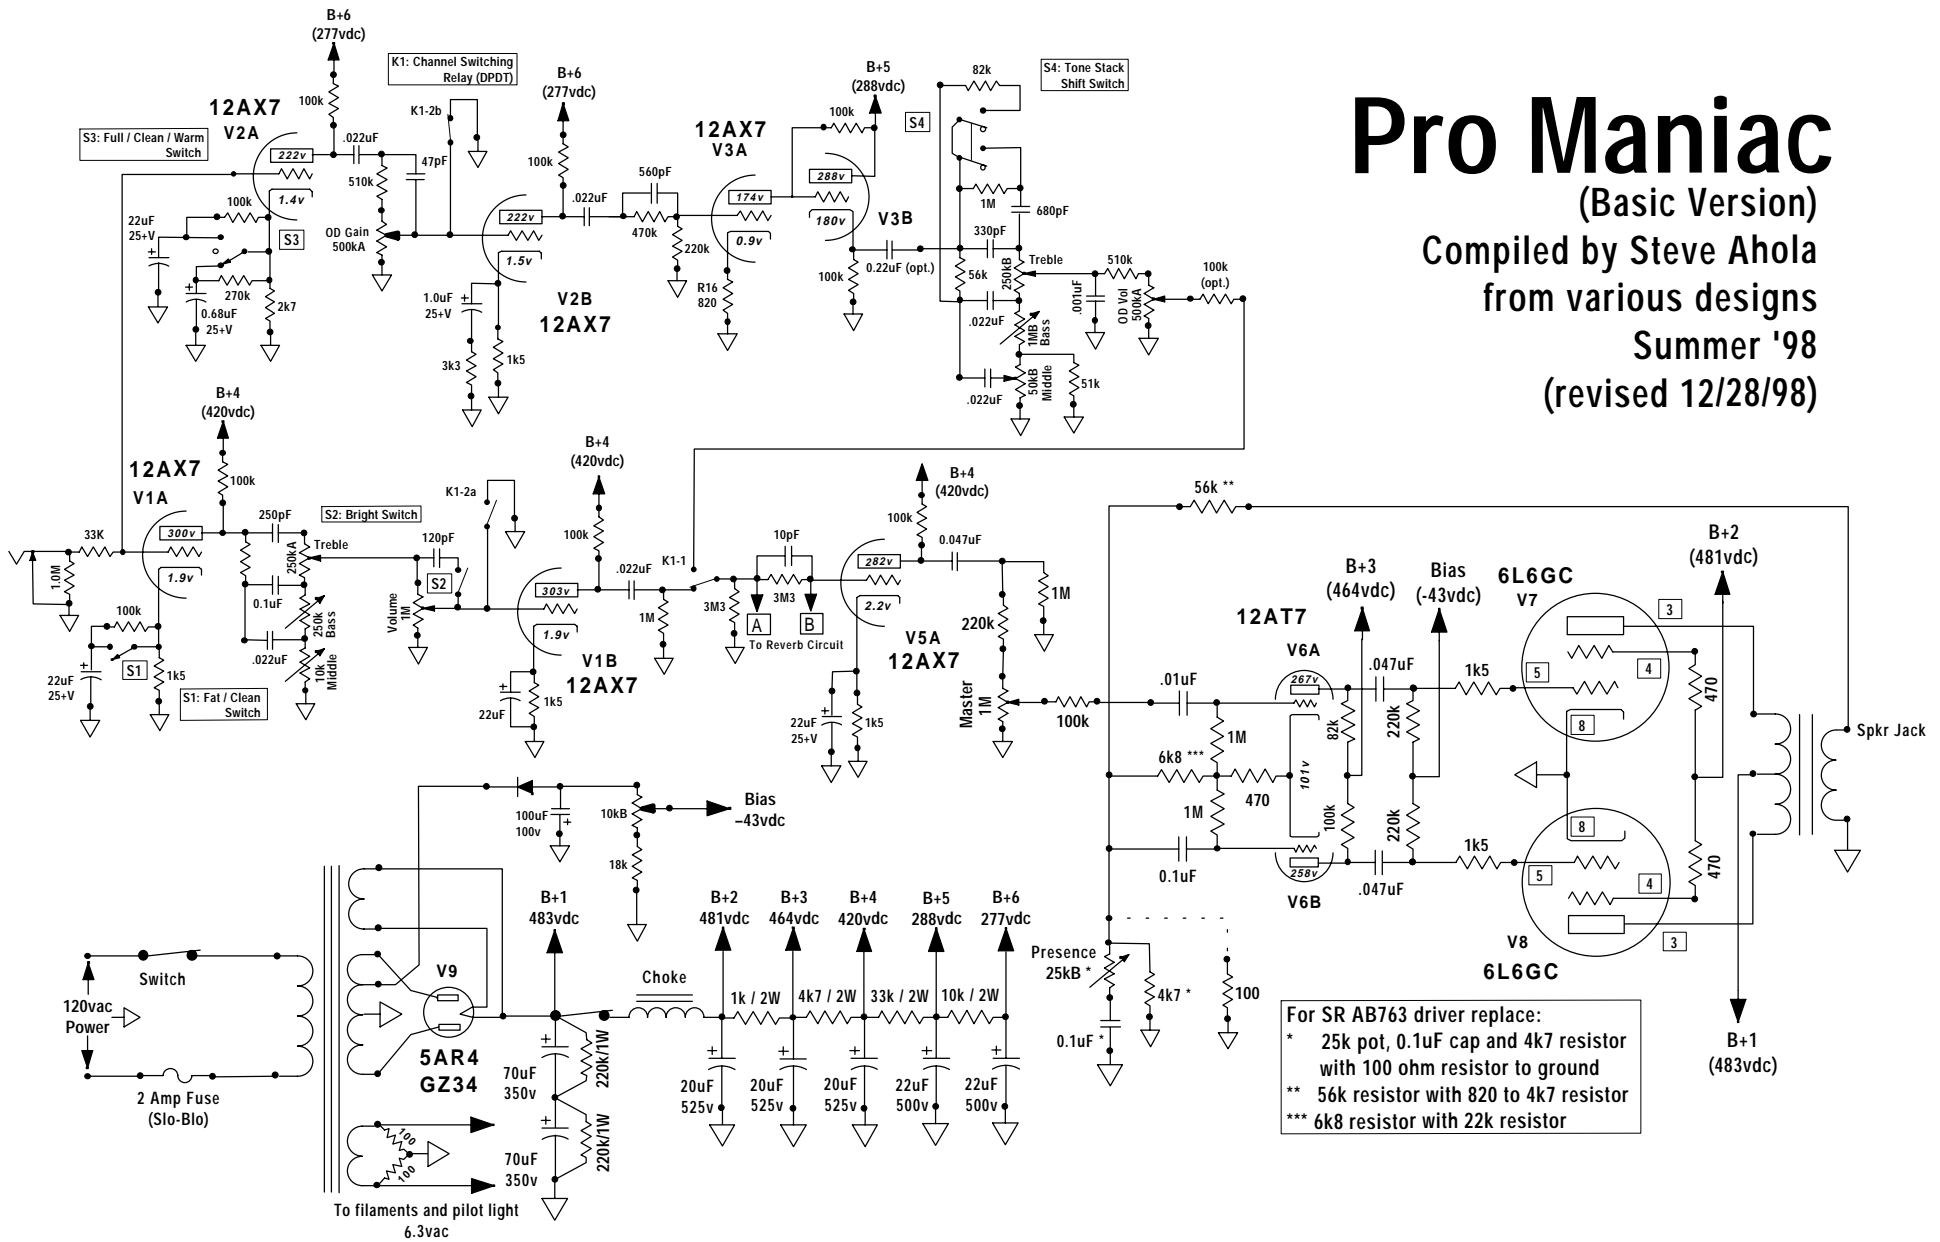 Pro Maniac
(Basic Version)
Compiled by Steve Ahola
from various designs
Summer '98
(revised 12/28/98)
B+6
(277vdc)
K1: Channel Switching
Relay (DPDT)
B+6
(277vdc)
B+5
(288vdc)
82k
S4: Tone Stack
Shift Switch
100k
12AX7
V2A
S3: Full / Clean / Warm
Switch
.022uF
222v
1.4v
K1-2b
47pF
510k
100k
560pF
12AX7
V3A
100k
S4
288v
180v
V3B
100k
22uF
25+V
S3
270k
0.68uF
25+V
2k7
OD Gain
500kA
222v
1.5v
.022uF
470k
220k
174v
0.9v
R16
820
100k
0.22uF (opt.)
1M
680pF
330pF
56k
250kB
Treble
510k
100k
(opt.)
.001uF
OD Vol
500kA
.022uF
1MB
Bass
50kB
Middle
51k
.022uF
1.0uF
25+V
V2B
12AX7
3k3
1k5
B+4
(420vdc)
12AX7
V1A
100k
33K
1.0M
300v
1.9v
250pF
S2: Bright Switch
250kA
Treble
0.1uF
250k
Bass
.022uF
10k
Middle
100k
22uF
25+V
S1
1k5
S1: Fat / Clean
Switch
120pF
S2
Volume
1M
K1-2a
B+4
(420vdc)
100k
303v
1.9v
.022uF
V1B
12AX7
22uF
1k5
1M
K1-1
3M3
10pF
3M3
A
B
To Reverb Circuit
B+4
(420vdc)
100k
282v
2.2v
0.047uF
V5A
12AX7
22uF
25+V
1k5
220k
1M
Master
1M
100k
56k **
.01uF
6k8 ***
1M
470
1M
0.1uF
12AT7
V6A
267v
101v
258v
V6B
B+3
(464vdc)
Bias
(-43vdc)
82k
100k
.047uF
220k
220k
.047uF
1k5
1k5
6L6GC
V7
3
4
5
8
470
B+2
(481vdc)
8
5
4
3
470
V8
6L6GC
Spkr Jack
B+1
(483vdc)
Presence
25kB *
4k7 *
0.1uF *
100
For SR AB763 driver replace:
* 25k pot, 0.1uF cap and 4k7 resistor
with 100 ohm resistor to ground
** 56k resistor with 820 to 4k7 resistor
*** 6k8 resistor with 22k resistor
100uF
100v
10kB
18k
Bias
–43vdc
Switch
120vac
Power
2 Amp Fuse
(Slo-Blo)
V9
5AR4
GZ34
B+1
483vdc
Choke
B+2
481vdc
B+3
464vdc
B+4
420vdc
B+5
288vdc
B+6
277vdc
1k / 2W
4k7 / 2W
33k / 2W
10k / 2W
70uF
350v
220k/1W
70uF
350v
220k/1W
20uF
525v
20uF
525v
20uF
525v
22uF
500v
22uF
500v
100
100
To filaments and pilot light
6.3vac